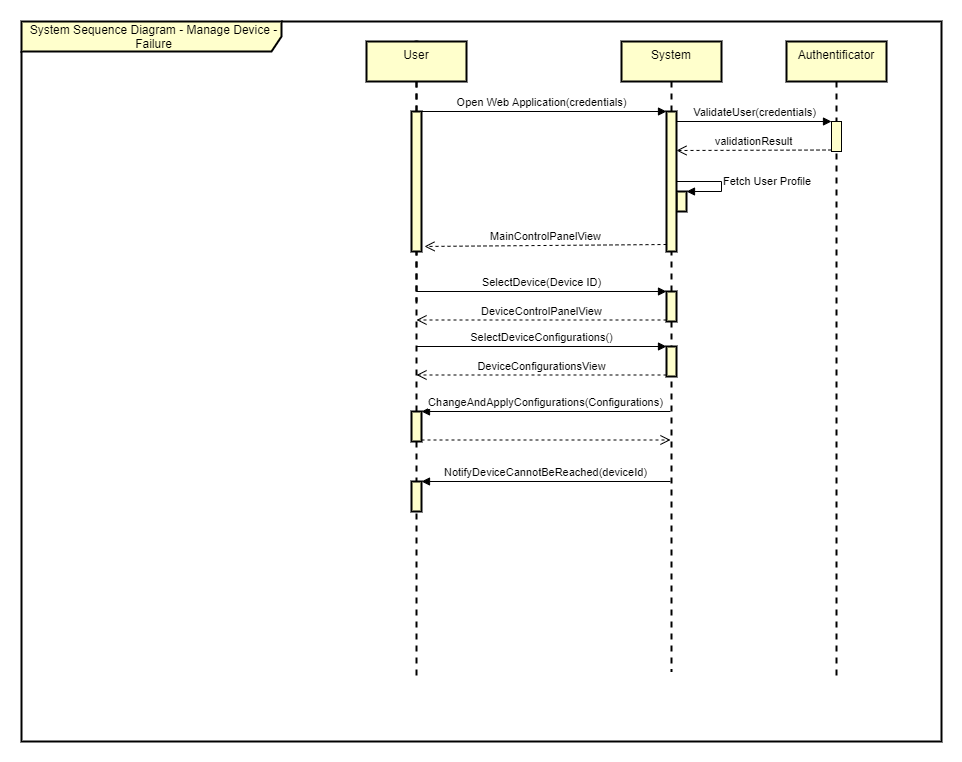 System Sequence Diagram - Manage Device -
Failure
User
System
Authentificator
Open Web Application(credentials)
ValidateUser(credentials)
validationResult
Fetch User Profile
MainControlPanelView
SelectDevice(Device ID)
DeviceControlPanelView
SelectDeviceConfigurations()
DeviceConfigurationsView
ChangeAndApplyConfigurations(Configurations)
NotifyDeviceCannotBeReached(deviceId)